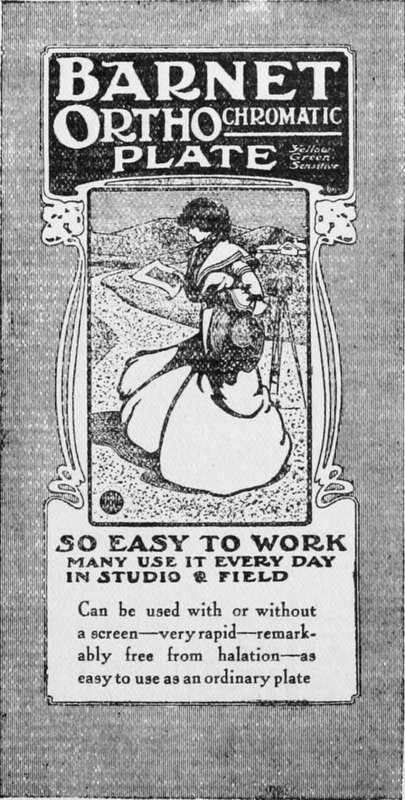 BARNET
ORTHOCHROMATIC
PLATE Yellow
Green
Sensitive
SO EASY TO WORK
MANY USE IT EVERY DAY
IN STUDIO & FIELD
Can be used with or without
a screen—very rapid—remark-
ably free from halation—as
easy to use as an ordinary plate